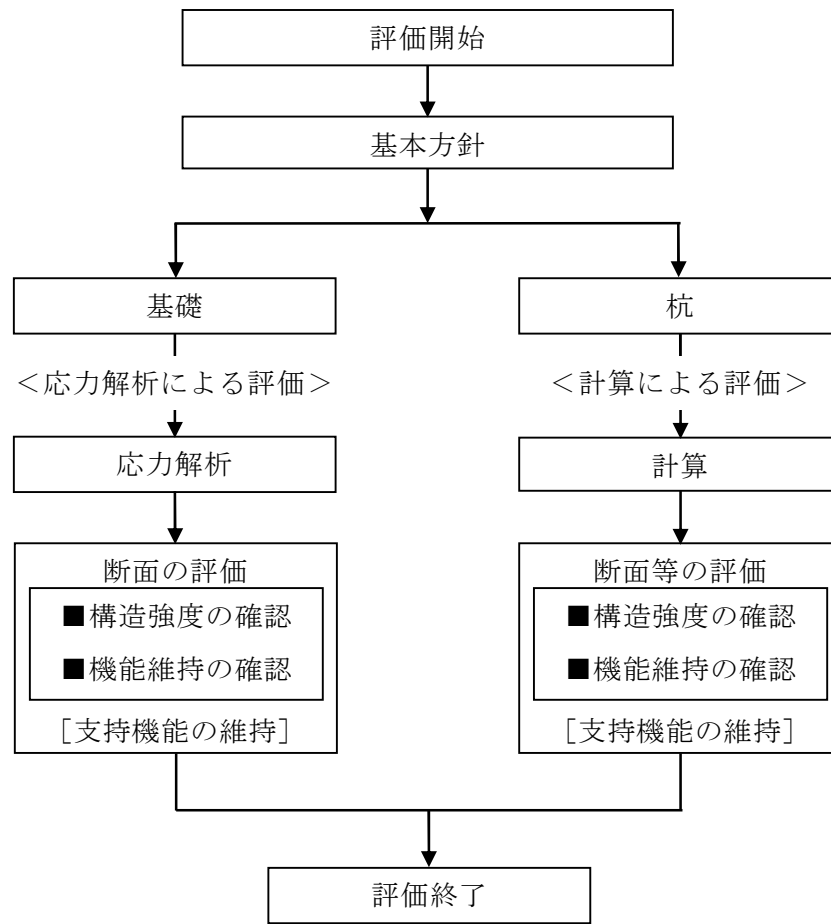 評価開始
基本方針
基礎
杭
＜応力解析による評価＞
＜計算による評価＞
応力解析
計算
断面の評価
■構造強度の確認
■機能維持の確認
［支持機能の維持］
断面等の評価
■構造強度の確認
■機能維持の確認
［支持機能の維持］
評価終了